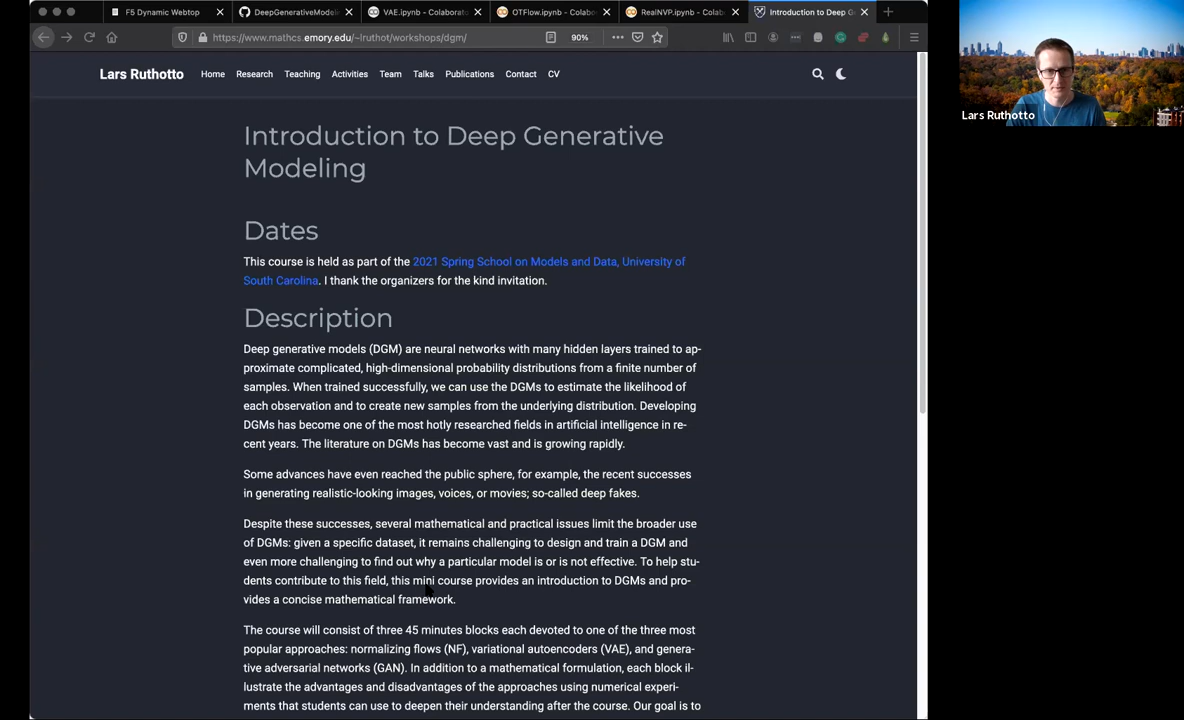 F5 Dynamic Webtop
DeepGenerativeModel
VAE.ipynb - Colaborato
OTFlow.ipynb - Colabo
RealNVP.ipynb - Colab
Introduction to Deep G
https://www.mathcs.emory.edu/~lruthot/workshops/dgm/
90%
Lars Ruthotto
Home
Research
Teaching
Activities
Team
Talks
Publications
Contact
CV
Lars Ruthotto
Introduction to Deep Generative
Modeling
Dates
This course is held as part of the 2021 Spring School on Models and Data, University of
South Carolina. I thank the organizers for the kind invitation.
Description
Deep generative models (DGM) are neural networks with many hidden layers trained to ap-
proximate complicated, high-dimensional probability distributions from a finite number of
samples. When trained successfully, we can use the DGMs to estimate the likelihood of
each observation and to create new samples from the underlying distribution. Developing
DGMs has become one of the most hotly researched fields in artificial intelligence in re-
cent years. The literature on DGMs has become vast and is growing rapidly.
Some advances have even reached the public sphere, for example, the recent successes
in generating realistic-looking images, voices, or movies; so-called deep fakes.
Despite these successes, several mathematical and practical issues limit the broader use
of DGMs: given a specific dataset, it remains challenging to design and train a DGM and
even more challenging to find out why a particular model is or is not effective. To help stu-
dents contribute to this field, this mini course provides an introduction to DGMs and pro-
vides a concise mathematical framework.
The course will consist of three 45 minutes blocks each devoted to one of the three most
popular approaches: normalizing flows (NF), variational autoencoders (VAE), and genera-
tive adversarial networks (GAN). In addition to a mathematical formulation, each block il-
lustrate the advantages and disadvantages of the approaches using numerical experi-
ments that students can use to deepen their understanding after the course. Our goal is to